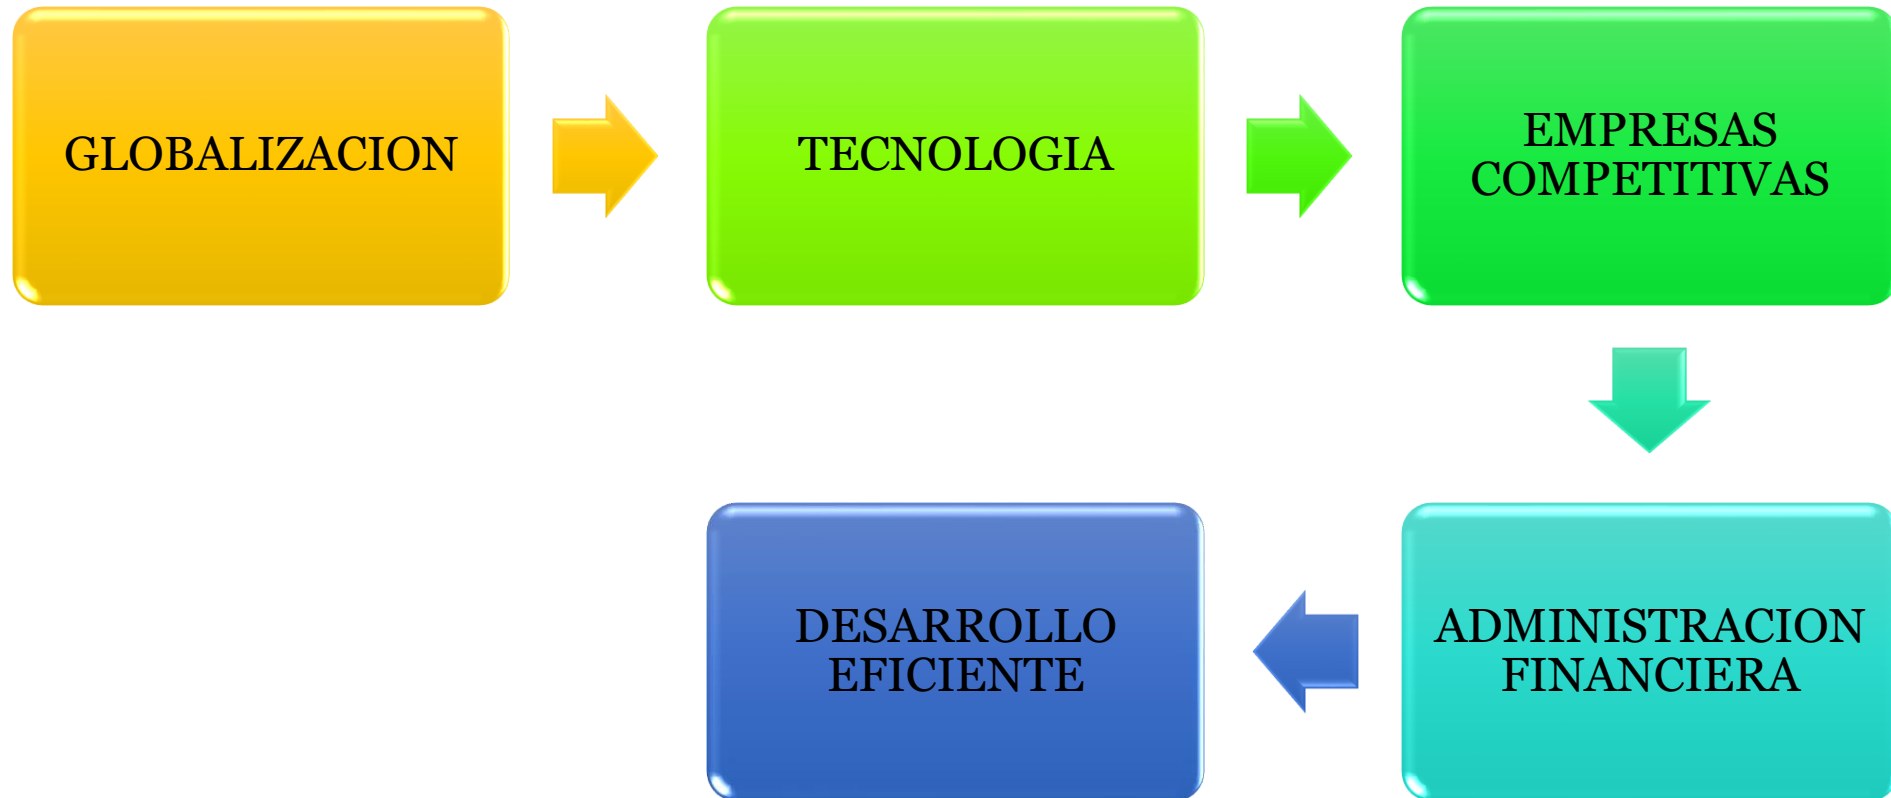 GLOBALIZACION
TECNOLOGIA
EMPRESAS
COMPETITIVAS
ADMINISTRACION
FINANCIERA
DESARROLLO
EFICIENTE